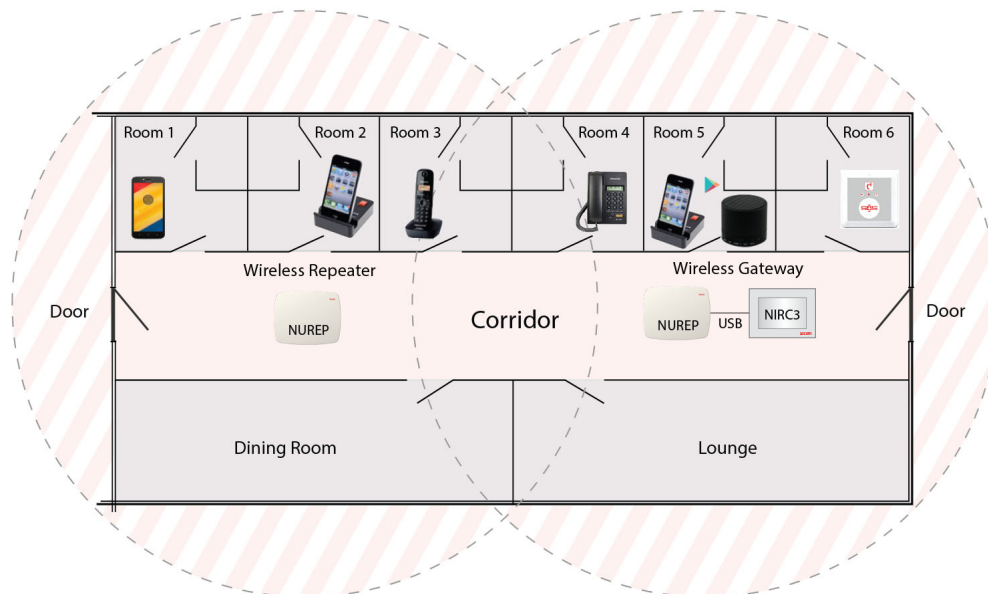 Room 1
Room 2
Room 3
Room 4
Room 5
Room 6
Wireless Repeater
Wireless Gateway
Door
NUREP
Corridor
NUREP
USB
NIRC3
Door
Dining Room
Lounge